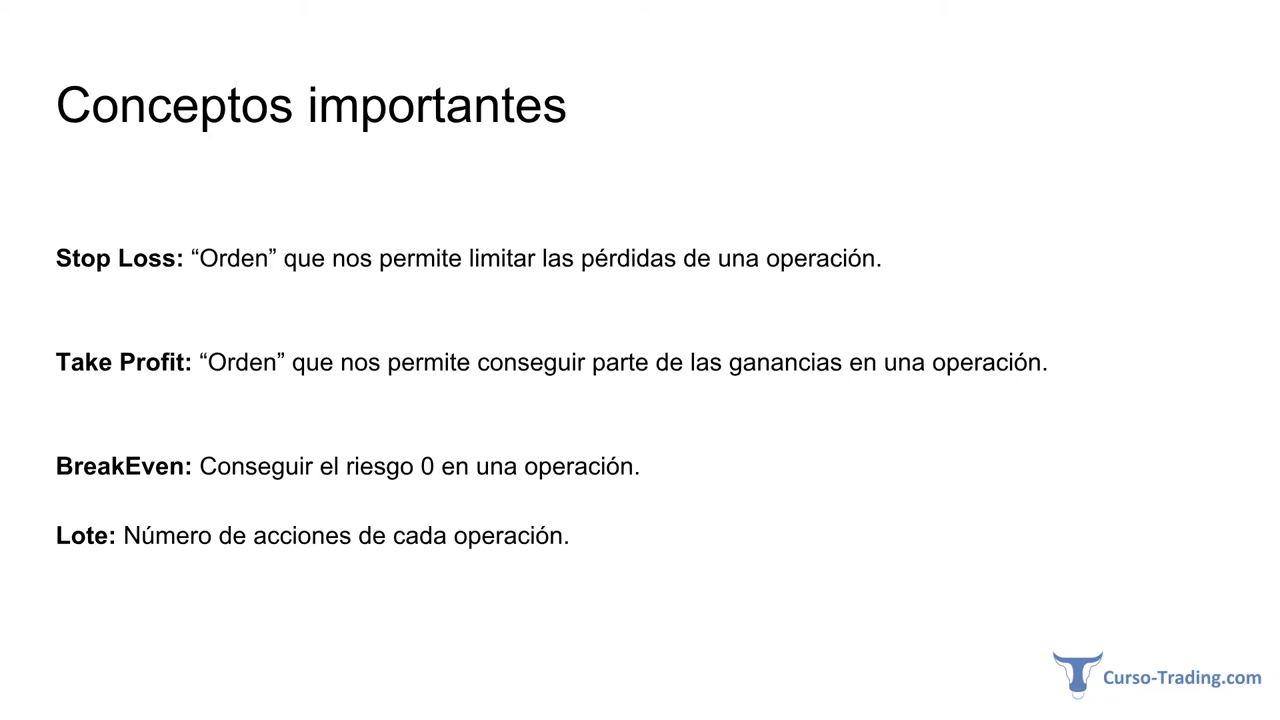 Conceptos importantes
Stop Loss: “Orden” que nos permite limitar las pérdidas de una operación.
Take Profit: “Orden” que nos permite conseguir parte de las ganancias en una operación.
BreakEven: Conseguir el riesgo 0 en una operación.
Lote: Número de acciones de cada operación.
Curso-Trading.com